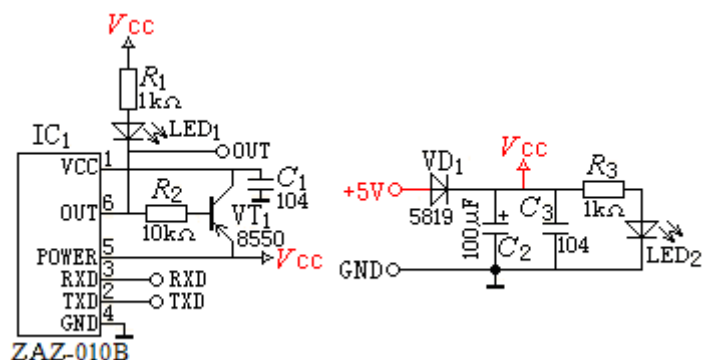 VCC
R1
1kΩ
LED1
OUT
IC1
VCC 1
C1
104
OUT 6
R2
10kΩ
VT1
8550
POWER 5
VCC
RXD 3
RXD
TXD 2
TXD
GND 4
ZAZ-010B
VCC
VD1
+5V
5819
R3
1kΩ
100μF
C2
C3
104
LED2
GND